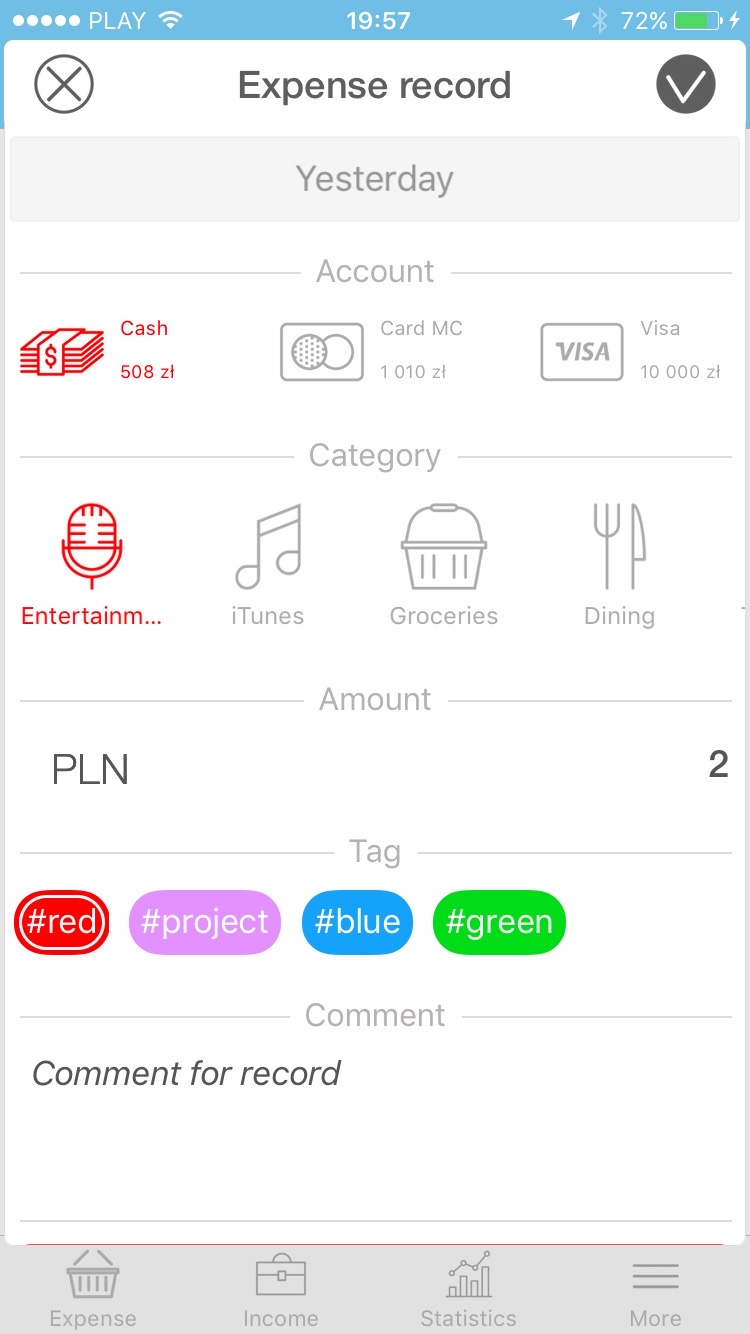 PLAY 19:57 72%
Expense record
Yesterday
Account
Cash
508 zł
Card MC
1 010 zł
VISA
Visa
10 000 zł
Category
Entertainm...
iTunes
Groceries
Dining
Amount
PLN 2
Tag
#red #project #blue #green
Comment
Comment for record
Expense Income Statistics More